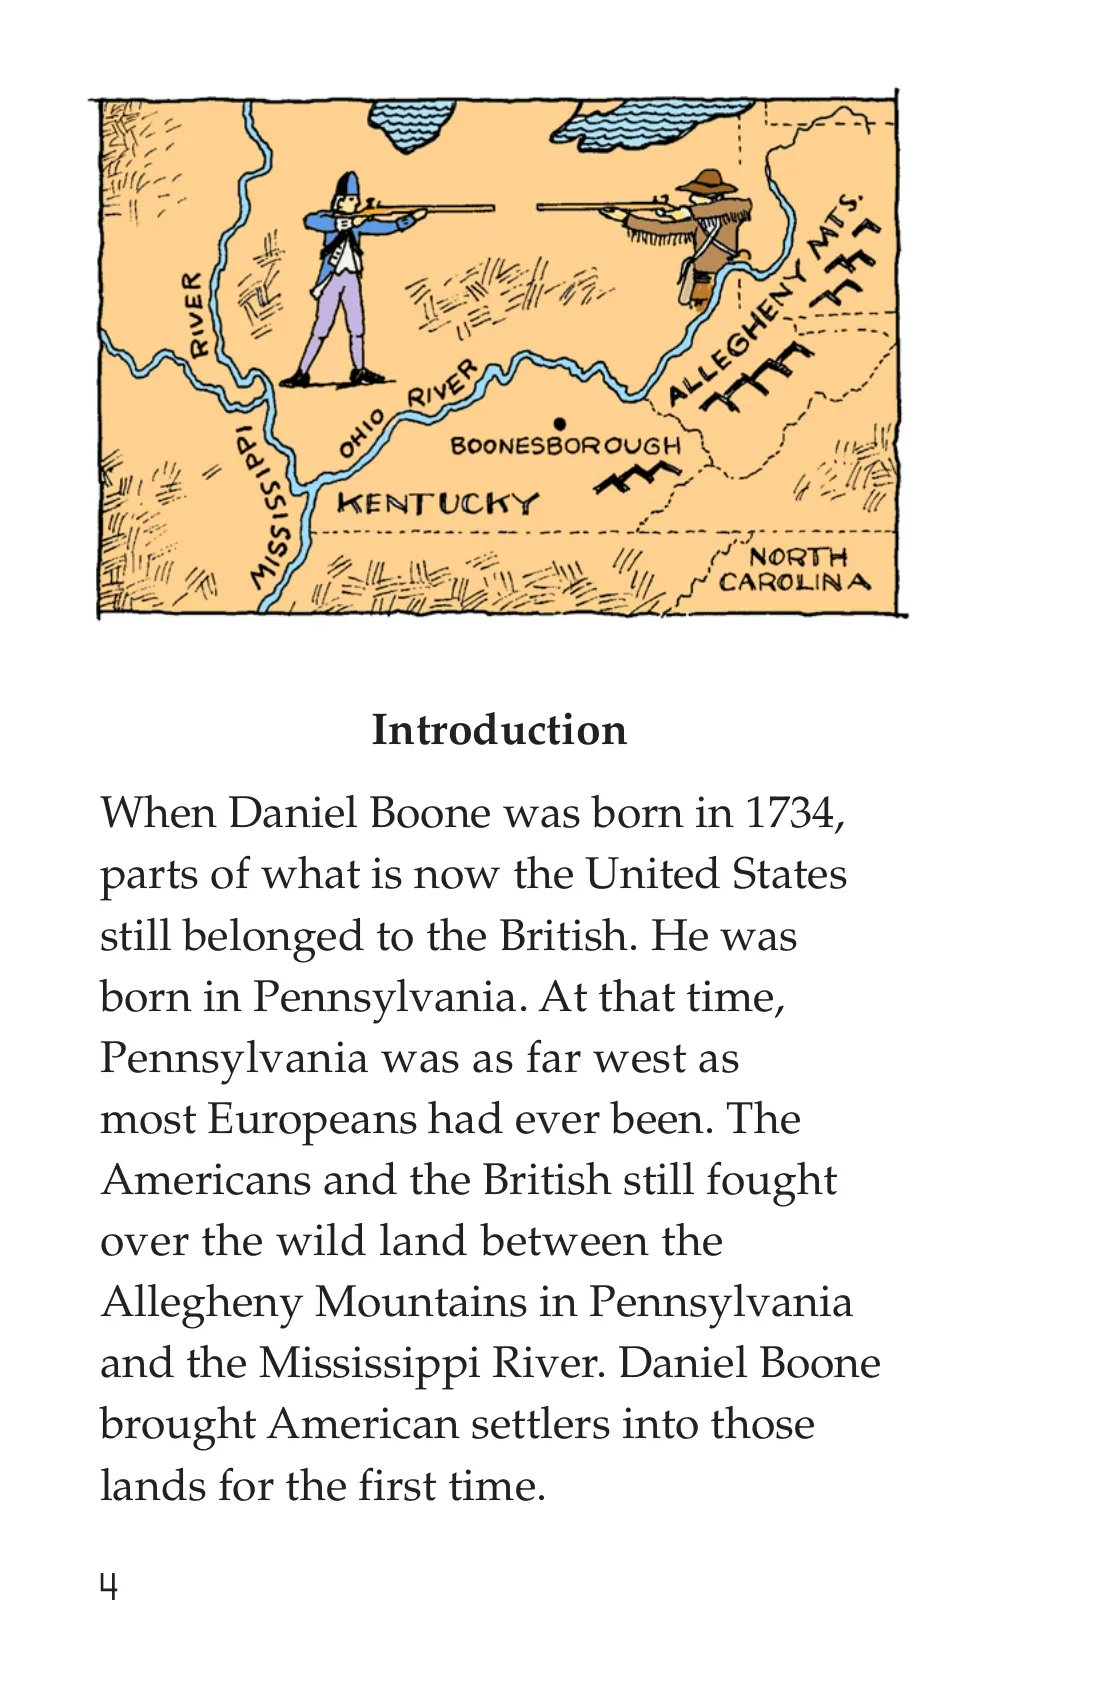 RIVER
MISSISSIPPI
OHIO RIVER
ALLEGHENY MTS.
BOONESBOROUGH
KENTUCKY
NORTH
CAROLINA
Introduction
When Daniel Boone was born in 1734,
parts of what is now the United States
still belonged to the British. He was
born in Pennsylvania. At that time,
Pennsylvania was as far west as
most Europeans had ever been. The
Americans and the British still fought
over the wild land between the
Allegheny Mountains in Pennsylvania
and the Mississippi River. Daniel Boone
brought American settlers into those
lands for the first time.
4